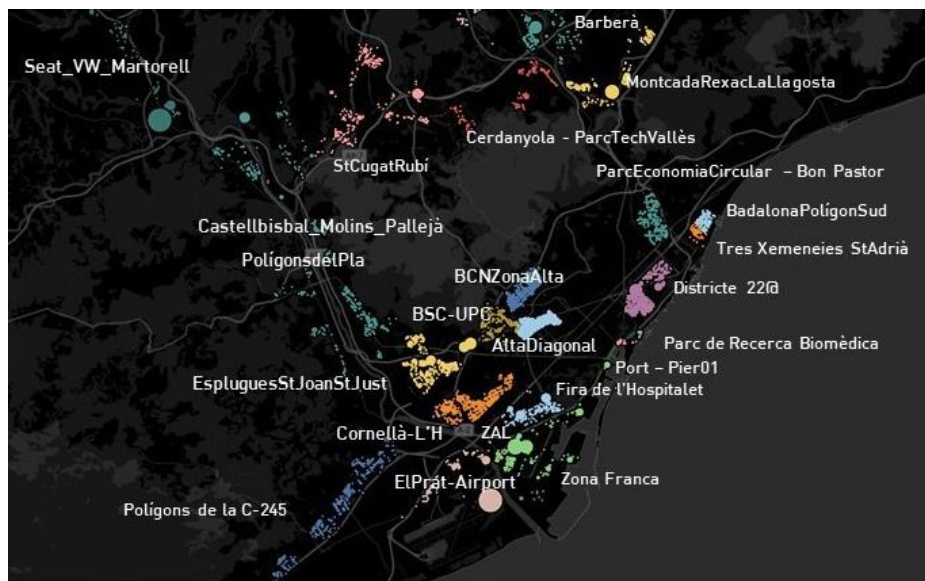 Barberà
Seat_VW_Martorell
MontcadaRexacLaLlagosta
Cerdanyola - ParcTechVallès
StCugatRubí
ParcEconomiaCircular - Bon Pastor
BadalonaPolígonSud
Castellbisbal_Molins_Pallejà
Tres Xemeneies StAdrià
PolígonsdelPla
BCNZonaAlta
Districte 22@
BSC-UPC
AltaDiagonal
Parc de Recerca Biomèdica
Port - Pier01
EspluguesStJoanStJust
Fira de l'Hospitalet
Cornellà-L'H
ZAL
ElPrat-Airport
Zona Franca
Polígons de la C-245